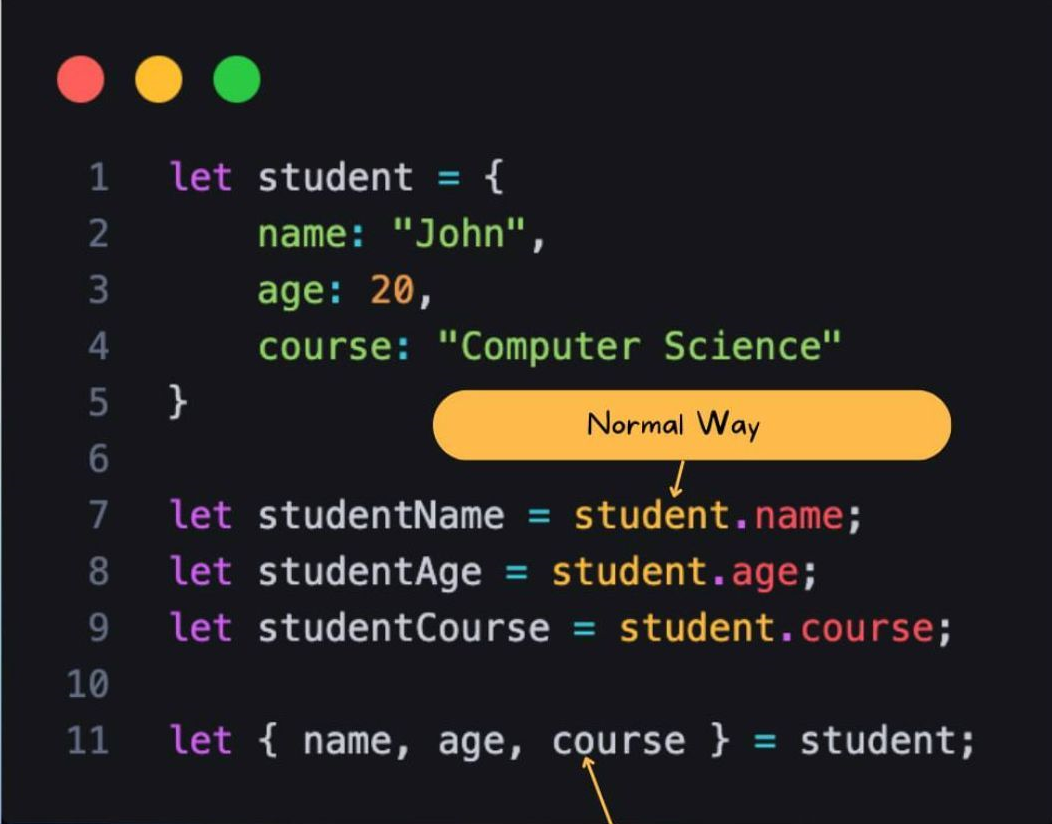 1 let student = {
2 name: "John",
3 age: 20,
4 course: "Computer Science"
5 }
Normal Way
6
7 let studentName = student.name;
8 let studentAge = student.age;
9 let studentCourse = student.course;
10
11 let { name, age, course } = student;